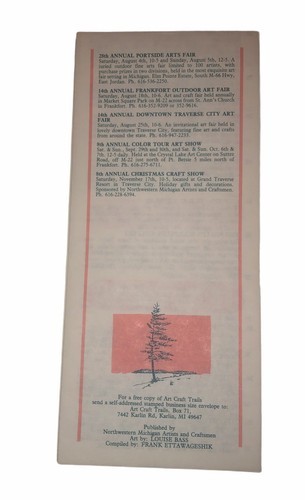 20th ANNUAL PORTSIDE ARTS FAIR
Saturday, August 4th, 10-5 and Sunday, August 5th, 12-5. A
varied outdoor fine arts fair limited to 100 artists, with
purchase prizes in two divisions, held in the most exquisite art
fair setting in Michigan, Elm Pointe Estate, South M-66 Hwy,
East Jordan. Ph. 616-536-2250.
14th ANNUAL FRANKFORT OUTDOOR ART FAIR
Saturday, August 18th, 10-4. Art and craft fair held annually
in Market Square Park on M-22 across from St. Ann's Church
in Frankfort. Ph. 616-352-9209 to 352-9616.
14th ANNUAL DOWNTOWN TRAVERSE CITY ART
FAIR
Saturday, August 25th, 10-6. An invitational art fair held in
lovely downtown Traverse City, featuring fine art and crafts
from around the state. Ph. 616-947-2255.
9th ANNUAL COLOR TOUR ART SHOW
Sat. & Sun., Sept. 29th and 30th, and Sat. & Sun. Oct. 6th &
7th, 12-5 daily. Held at the Crystal Lake Art Center on Sutter
Road, off M-22 just north of Pt. Betsie 5 miles north of
Frankfort. Ph. 616-275-6711.
8th ANNUAL CHRISTMAS CRAFT SHOW
Saturday, November 17th, 10-5, located at Grand Traverse
Resort in Traverse City. Holiday gifts and decorations.
Sponsored by Northwestern Michigan Artists and Craftsmen.
Ph. 616-228-6394.
For a free copy of Art Craft Trails
send a self-addressed stamped business size envelope to:
Art Craft Trails, Box 71,
7442 Karlin Rd, Karlin, MI 49647
Published by
Northwestern Michigan Artists and Craftsmen
Art by: LOUISE BASS
Compiled by: FRANK ETTAWAGESHIK